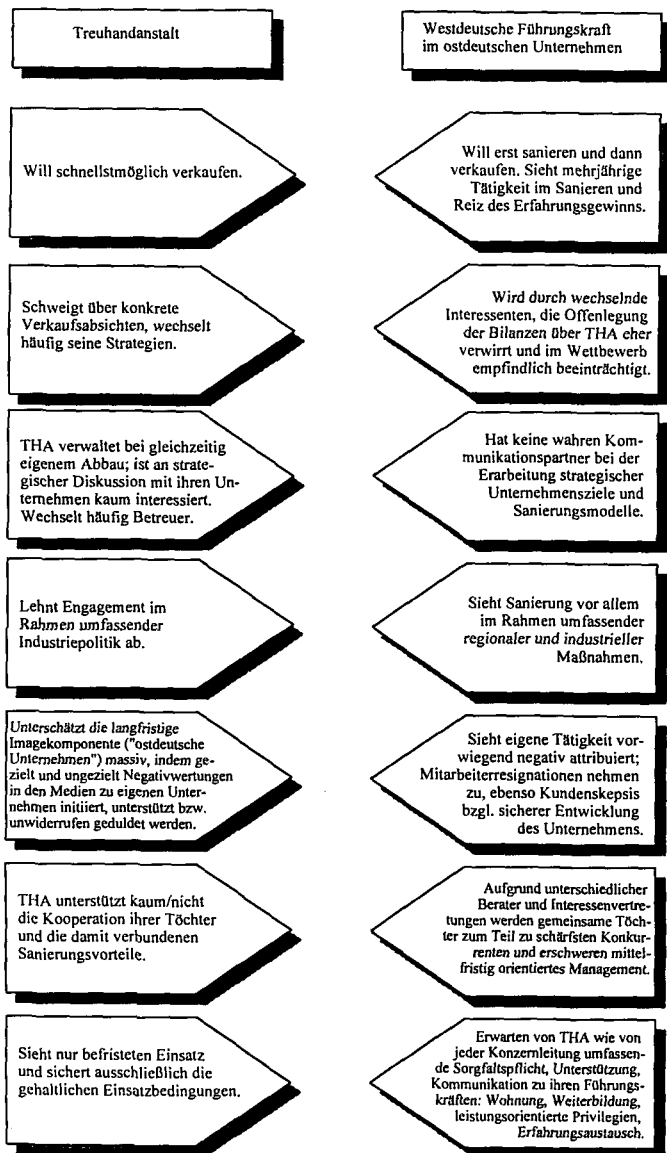 Treuhandanstalt
Westdeutsche Führungskraft
im ostdeutschen Unternehmen
Will schnellstmöglich verkaufen.
Will erst sanieren und dann
verkaufen. Sieht mehrjährige
Tätigkeit im Sanieren und
Reiz des Erfahrungsgewinns.
Schweigt über konkrete
Verkaufsabsichten, wechselt
häufig seine Strategien.
Wird durch wechselnde
Interessenten, die Offenlegung
der Bilanzen über THA eher
verwirrt und im Wettbewerb
empfindlich beeinträchtigt.
THA verwaltet bei gleichzeitig
eigenem Abbau; ist an strate-
gischer Diskussion mit ihren Un-
ternehmen kaum interessiert.
Wechselt häufig Betreuer.
Hat keine wahren Kom-
munikationspartner bei der
Erarbeitung strategischer
Unternehmensziele und
Sanierungsmodelle.
Lehnt Engagement im
Rahmen umfassender
Industriepolitik ab.
Sieht Sanierung vor allem
im Rahmen umfassender
regionaler und industrieller
Maßnahmen.
Unterschätzt die langfristige
Imagekomponente ("ostdeutsche
Unternehmen") massiv, indem ge-
zielt und ungezielt Negativwertungen
in den Medien zu eigenen Unter-
nehmen initiiert, unterstützt bzw.
unwiderrufen geduldet werden.
Sieht eigene Tätigkeit vor-
wiegend negativ attribuiert;
Mitarbeiterresignationen nehmen
zu, ebenso Kundenskepsis
bzgl. sicherer Entwicklung
des Unternehmens.
THA unterstützt kaum/nicht
die Kooperation ihrer Töchter
und die damit verbundenen
Sanierungsvorteile.
Aufgrund unterschiedlicher
Berater und Interessenvertre-
tungen werden gemeinsame Töch-
ter zum Teil zu schärfsten Konkur-
renten und erschweren mittel-
fristig orientiertes Management.
Sieht nur befristeten Einsatz
und sichert ausschließlich die
gehaltlichen Einsatzbedingungen.
Erwarten von THA wie von
jeder Konzernleitung umfassen-
de Sorgfaltspflicht, Unterstützung,
Kommunikation zu ihren Führungs-
kräften: Wohnung, Weiterbildung,
leistungsorientierte Privilegien,
Erfahrungsaustausch.